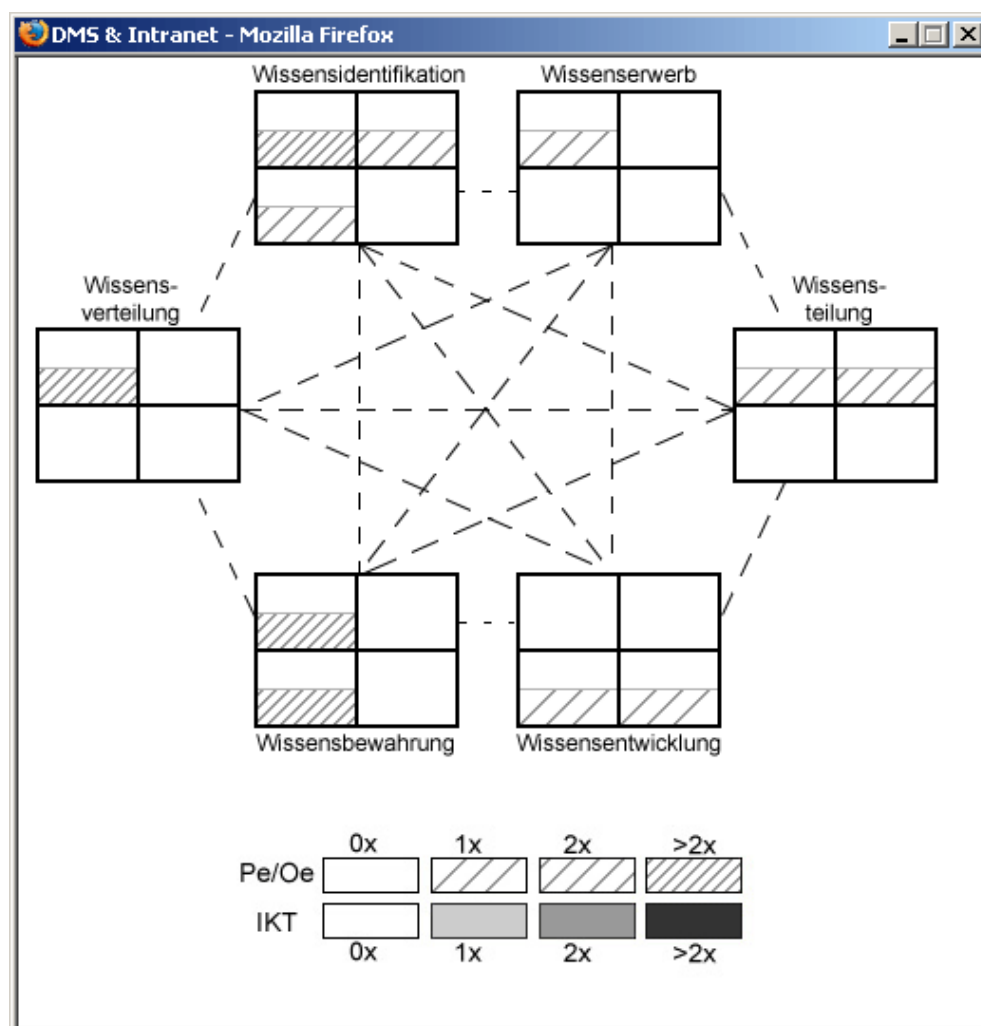 DMS & Intranet - Mozilla Firefox
Wissensidentifikation
Wissenserwerb
Wissens-
verteilung
Wissens-
teilung
Wissensbewahrung
Wissensentwicklung
0x 1x 2x >2x
Pe/Oe
IKT
0x 1x 2x >2x